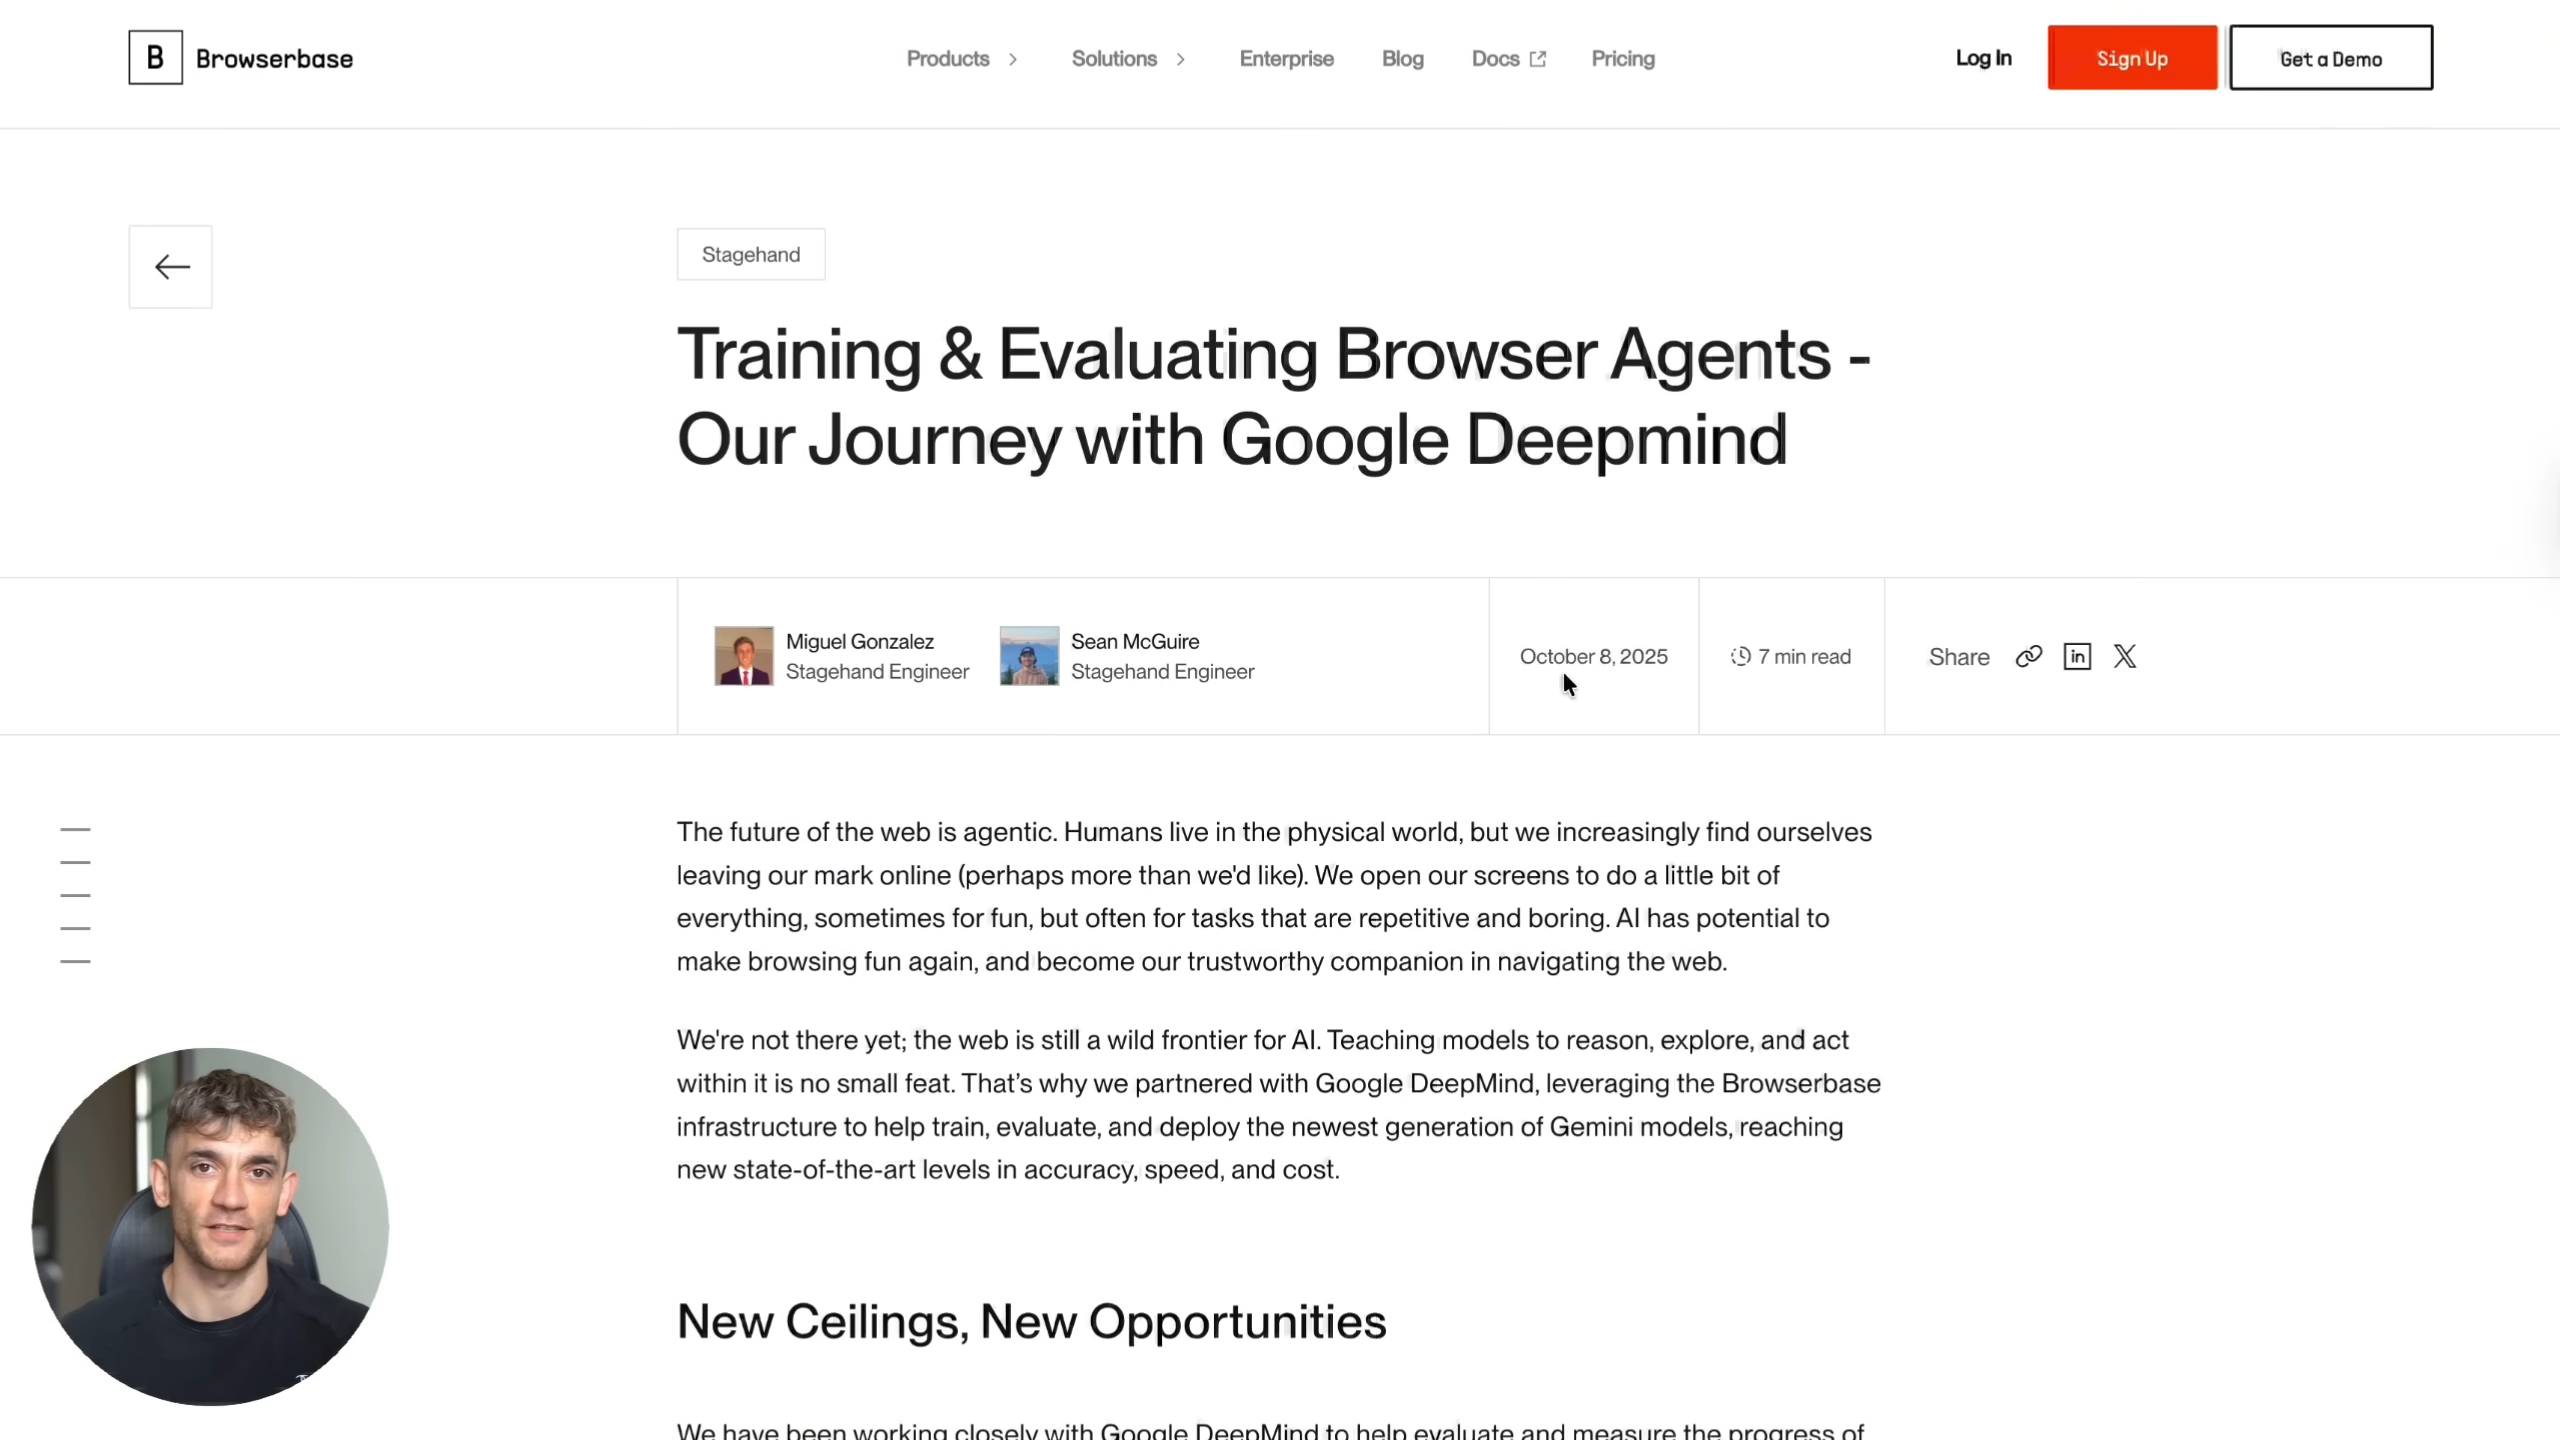 B Browserbase
Products
Solutions
Enterprise
Blog
Docs
Pricing
Log In
Sign Up
Get a Demo
Stagehand
Training & Evaluating Browser Agents -
Our Journey with Google Deepmind
Miguel Gonzalez
Stagehand Engineer
Sean McGuire
Stagehand Engineer
October 8, 2025
7 min read
Share
The future of the web is agentic. Humans live in the physical world, but we increasingly find ourselves
leaving our mark online (perhaps more than we'd like). We open our screens to do a little bit of
everything, sometimes for fun, but often for tasks that are repetitive and boring. AI has potential to
make browsing fun again, and become our trustworthy companion in navigating the web.
We're not there yet; the web is still a wild frontier for AI. Teaching models to reason, explore, and act
within it is no small feat. That’s why we partnered with Google DeepMind, leveraging the Browserbase
infrastructure to help train, evaluate, and deploy the newest generation of Gemini models, reaching
new state-of-the-art levels in accuracy, speed, and cost.
New Ceilings, New Opportunities
We have been working closely with Google DeepMind to help evaluate and measure the progress of